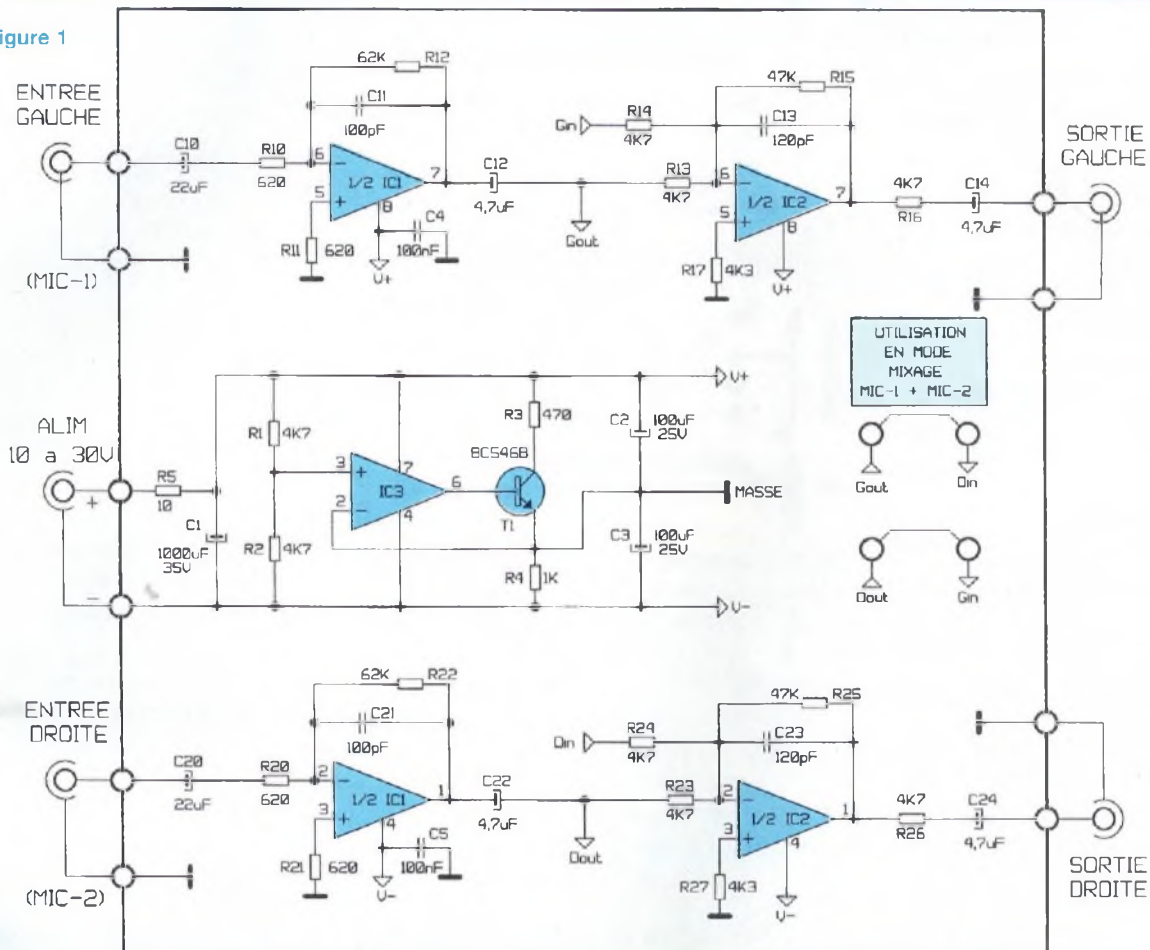 igure 1
ENTREE
GAUCHE
(MIC-1)
C10
22uF
R10
620
62K
R12
C11
100pF
6
5
7
8
1/2 IC1
R11
620
C4
100nF
V+
C12
4,7uF
Gout
Gin
R14
4K7
R13
4K7
47K
R15
C13
120pF
6
5
7
8
1/2 IC2
R17
4K3
V+
4K7
R16
C14
4,7uF
SORTIE
GAUCHE
UTILISATION
EN MODE
MIXAGE
MIC-1 + MIC-2
Gout
Din
Dout
Gin
ALIM
10 a 30V
+
-
R5
10
C1
1000uF
35V
R1
4K7
R2
4K7
3
2
7
6
4
IC3
BC546B
T1
R3
470
R4
1K
C2
100uF
25V
C3
100uF
25V
V+
MASSE
V-
ENTREE
DROITE
(MIC-2)
C20
22uF
R20
620
62K
R22
C21
100pF
2
3
1
4
1/2 IC1
R21
620
C5
100nF
V-
C22
4,7uF
Dout
Din
R24
4K7
R23
4K7
47K
R25
C23
120pF
2
3
1
4
1/2 IC2
R27
4K3
V-
4K7
R26
C24
4,7uF
SORTIE
DROITE